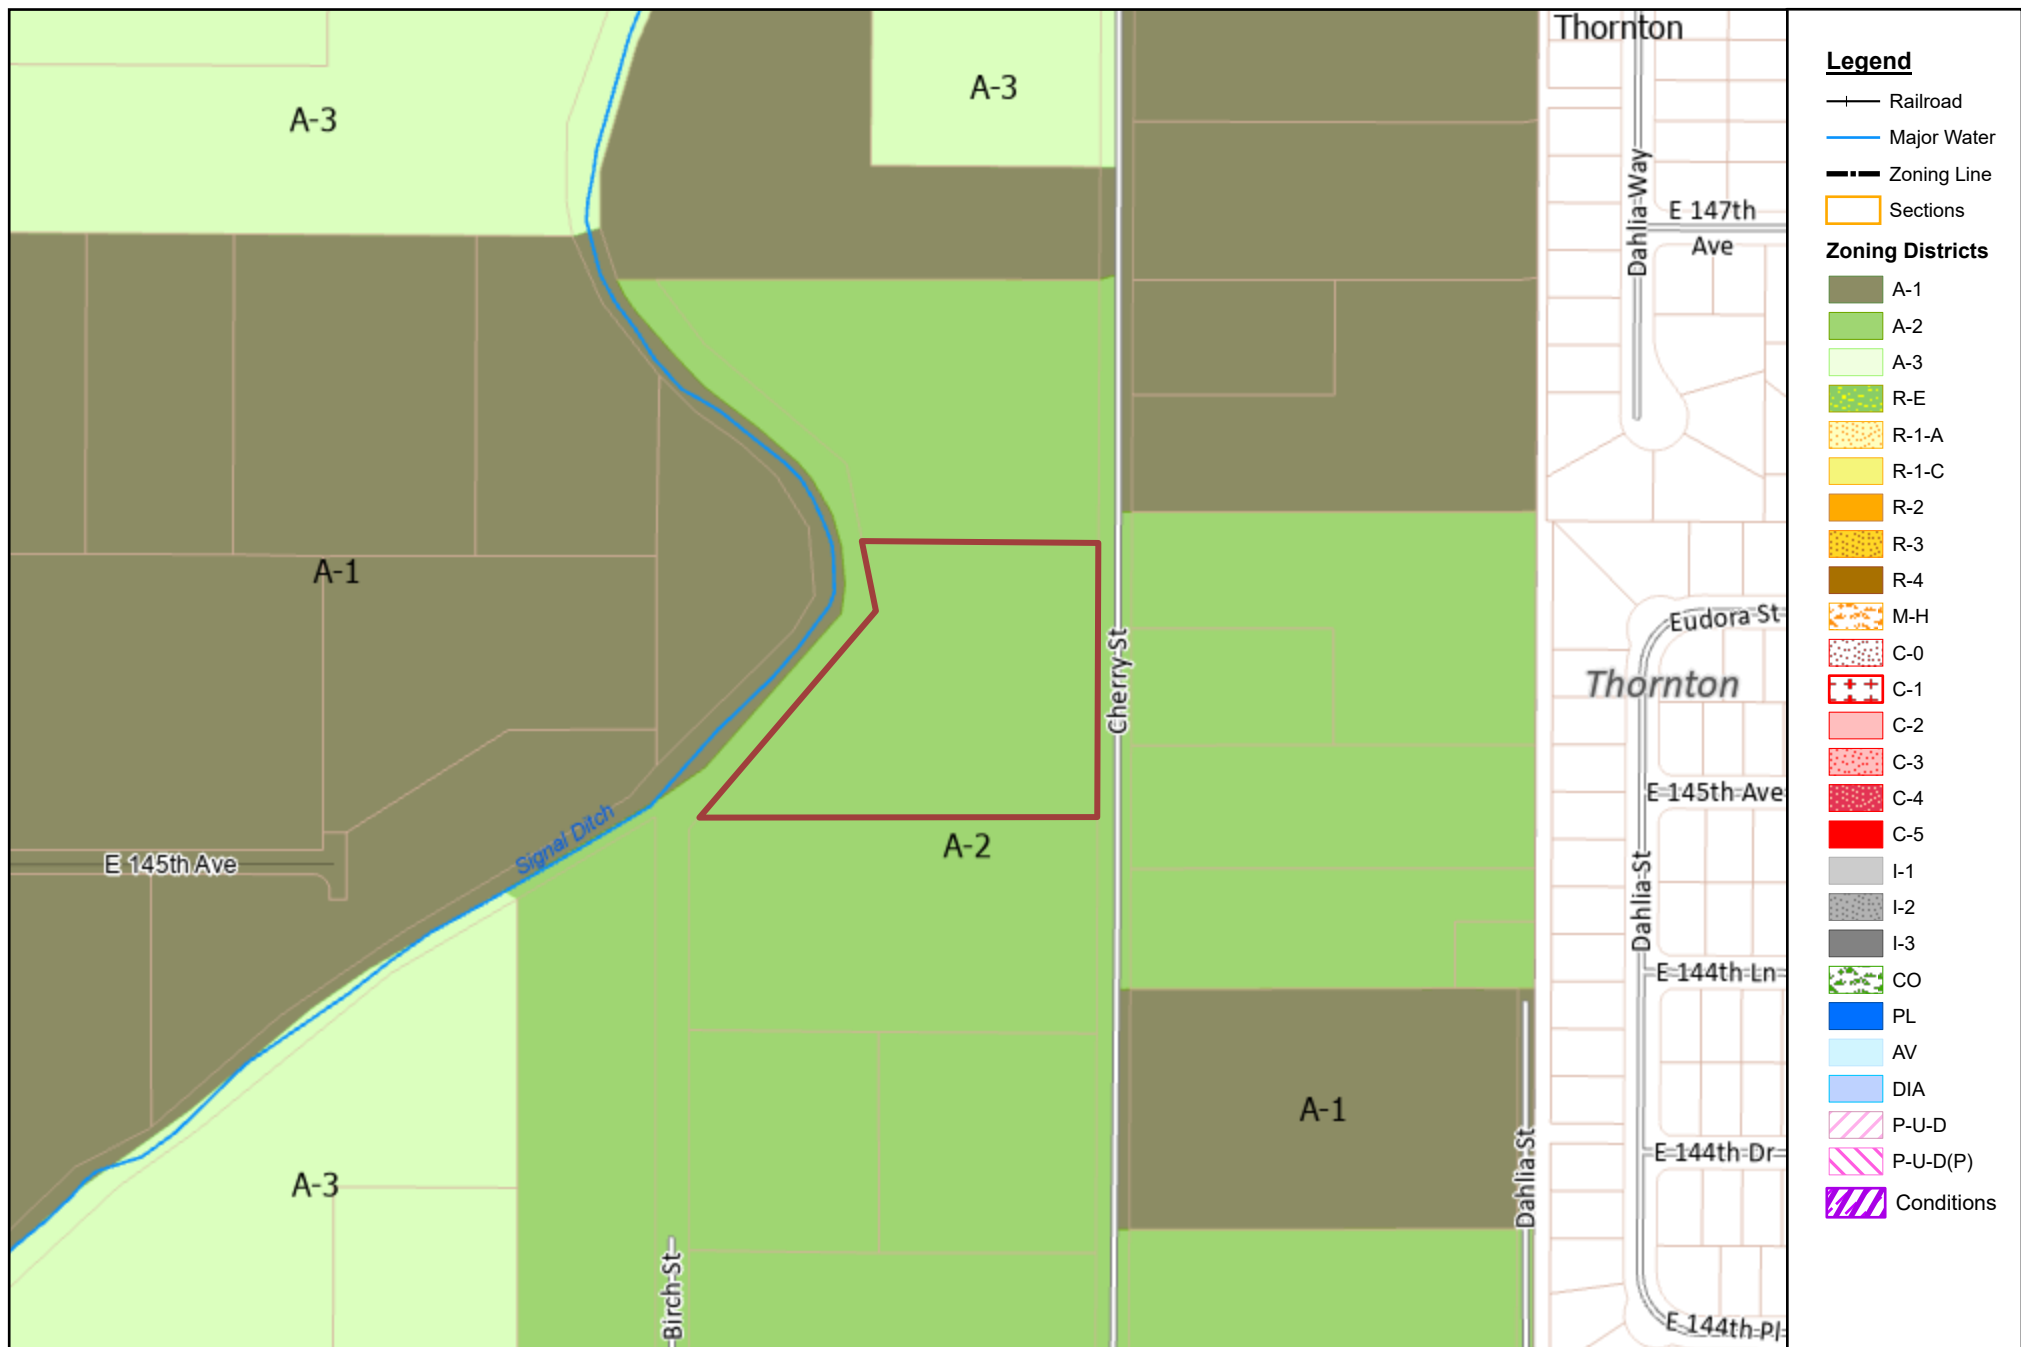 Thornton
A-3
A-3
Dahlia Way
E 147th
Ave
A-1
Eudora St
Cherry St
Thornton
E 145th Ave
Signal Ditch
A-2
E 145th Ave
Dahlia St
E 144th Ln
A-1
E 144th Dr
A-3
Dahlia St
Birch St
E 144th Pl
Legend
Railroad
Major Water
Zoning Line
Sections
Zoning Districts
A-1
A-2
A-3
R-E
R-1-A
R-1-C
R-2
R-3
R-4
M-H
C-0
C-1
C-2
C-3
C-4
C-5
I-1
I-2
I-3
CO
PL
AV
DIA
P-U-D
P-U-D(P)
Conditions